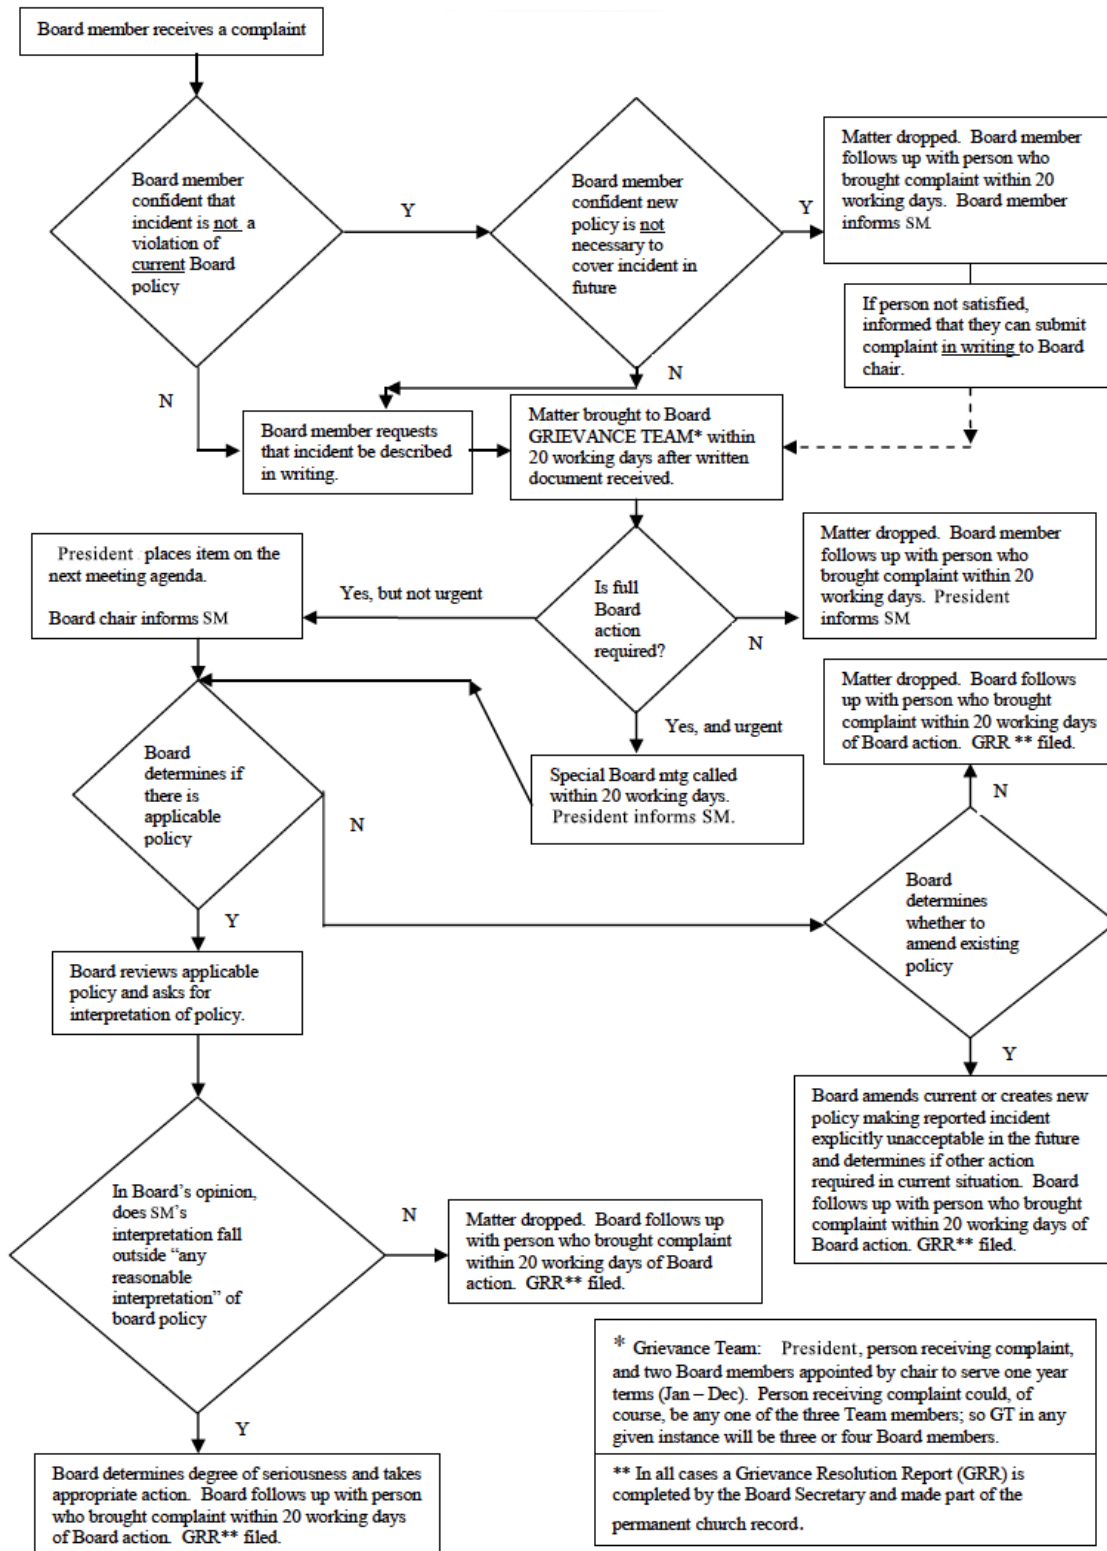 Board member receives a complaint
Board member
confident that
incident is not a
violation of
current Board
policy
Y
Board member
confident new
policy is not
necessary to
cover incident in
future
Y
Matter dropped. Board member
follows up with person who
brought complaint within 20
working days. Board member
informs SM
If person not satisfied,
informed that they can submit
complaint in writing to Board
chair.
N
N
Board member requests
that incident be described
in writing.
Matter brought to Board
GRIEVANCE TEAM* within
20 working days after written
document received.
President places item on the
next meeting agenda.
Board chair informs SM
Yes, but not urgent
Is full
Board
action
required?
N
Matter dropped. Board member
follows up with person who
brought complaint within 20
working days. President
informs SM
Yes, and urgent
Special Board mtg called
within 20 working days.
President informs SM.
Matter dropped. Board follows
up with person who brought
complaint within 20 working days
of Board action. GRR ** filed.
N
Board
determines if
there is
applicable
policy
N
Board
determines
whether to
amend existing
policy
Y
Y
Board reviews applicable
policy and asks for
interpretation of policy.
Board amends current or creates new
policy making reported incident
explicitly unacceptable in the future
and determines if other action
required in current situation. Board
follows up with person who brought
complaint within 20 working days of
Board action. GRR** filed.
In Board's opinion,
does SM's
interpretation fall
outside “any
reasonable
interpretation” of
board policy
N
Matter dropped. Board follows up
with person who brought complaint
within 20 working days of Board
action. GRR** filed.
Y
Board determines degree of seriousness and takes
appropriate action. Board follows up with person
who brought complaint within 20 working days
of Board action. GRR** filed.
* Grievance Team: President, person receiving complaint,
and two Board members appointed by chair to serve one year
terms (Jan – Dec). Person receiving complaint could, of
course, be any one of the three Team members; so GT in any
given instance will be three or four Board members.
** In all cases a Grievance Resolution Report (GRR) is
completed by the Board Secretary and made part of the
permanent church record.